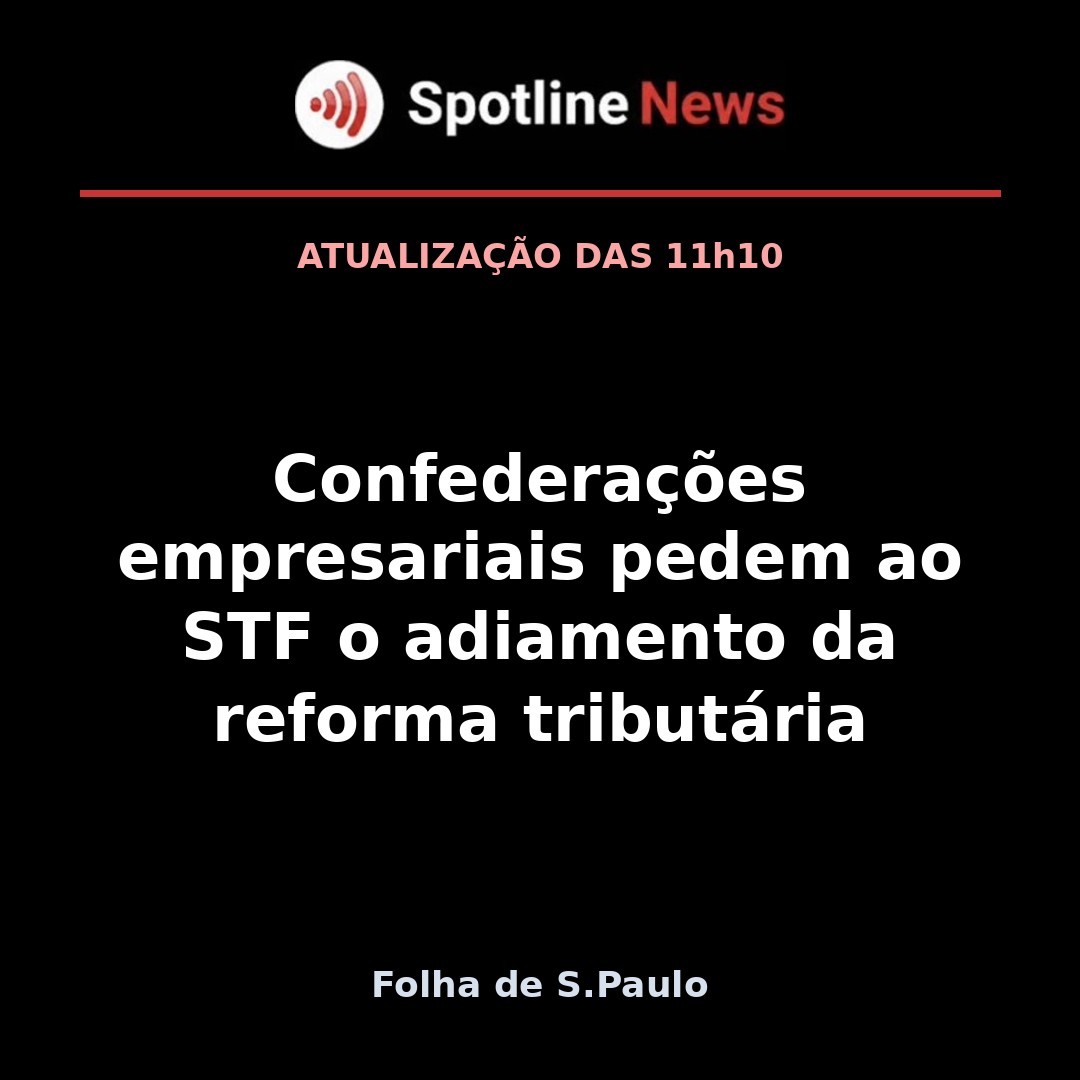 Spotline News
ATUALIZAÇÃO DAS 11h10
Confederações
empresariais pedem ao
STF o adiamento da
reforma tributária
Folha de S.Paulo